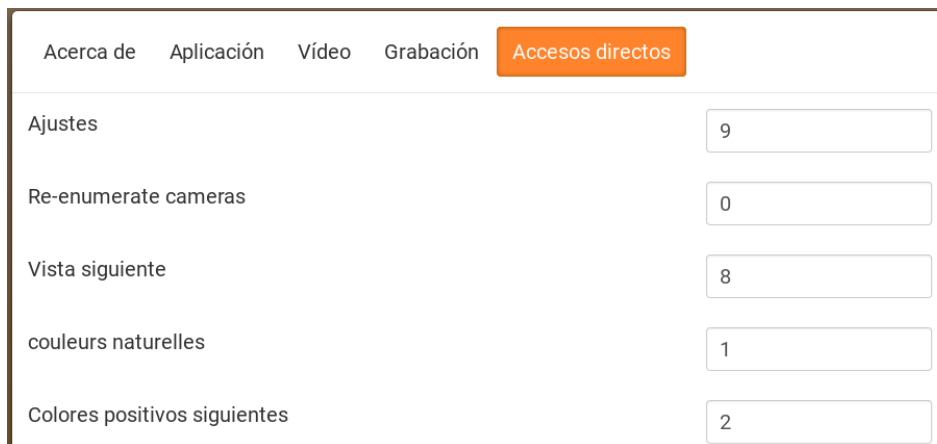 Acerca de Aplicación Vídeo Grabación Accesos directos
Ajustes 9
Re-enumerate cameras 0
Vista siguiente 8
couleurs naturelles 1
Colores positivos siguientes 2